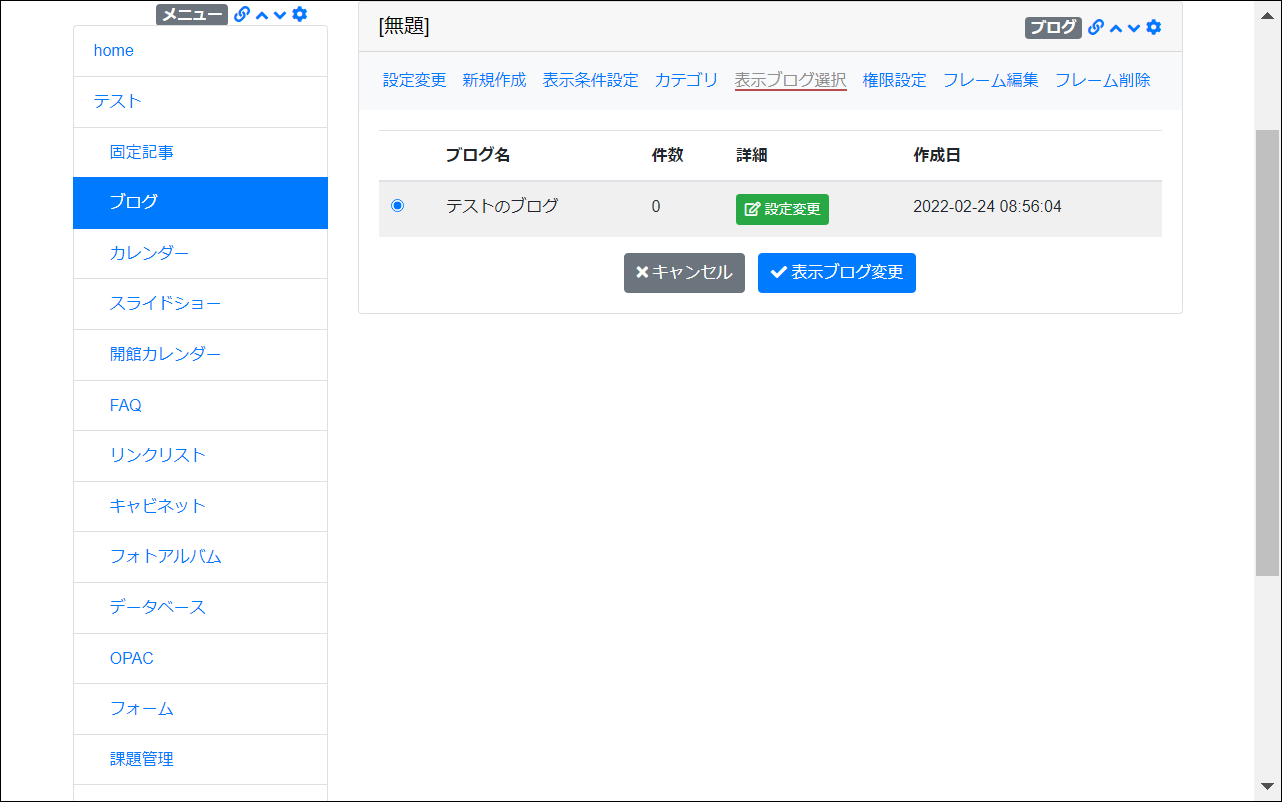 メニュー
home
テスト
固定記事
ブログ
カレンダー
スライドショー
開館カレンダー
FAQ
リンクリスト
キャビネット
フォトアルバム
データベース
OPAC
フォーム
課題管理
[無題] ブログ
設定変更 新規作成 表示条件設定 カテゴリ 表示ブログ選択 権限設定 フレーム編集 フレーム削除
ブログ名 件数 詳細 作成日
テストのブログ 0 設定変更 2022-02-24 08:56:04
キャンセル 表示ブログ変更